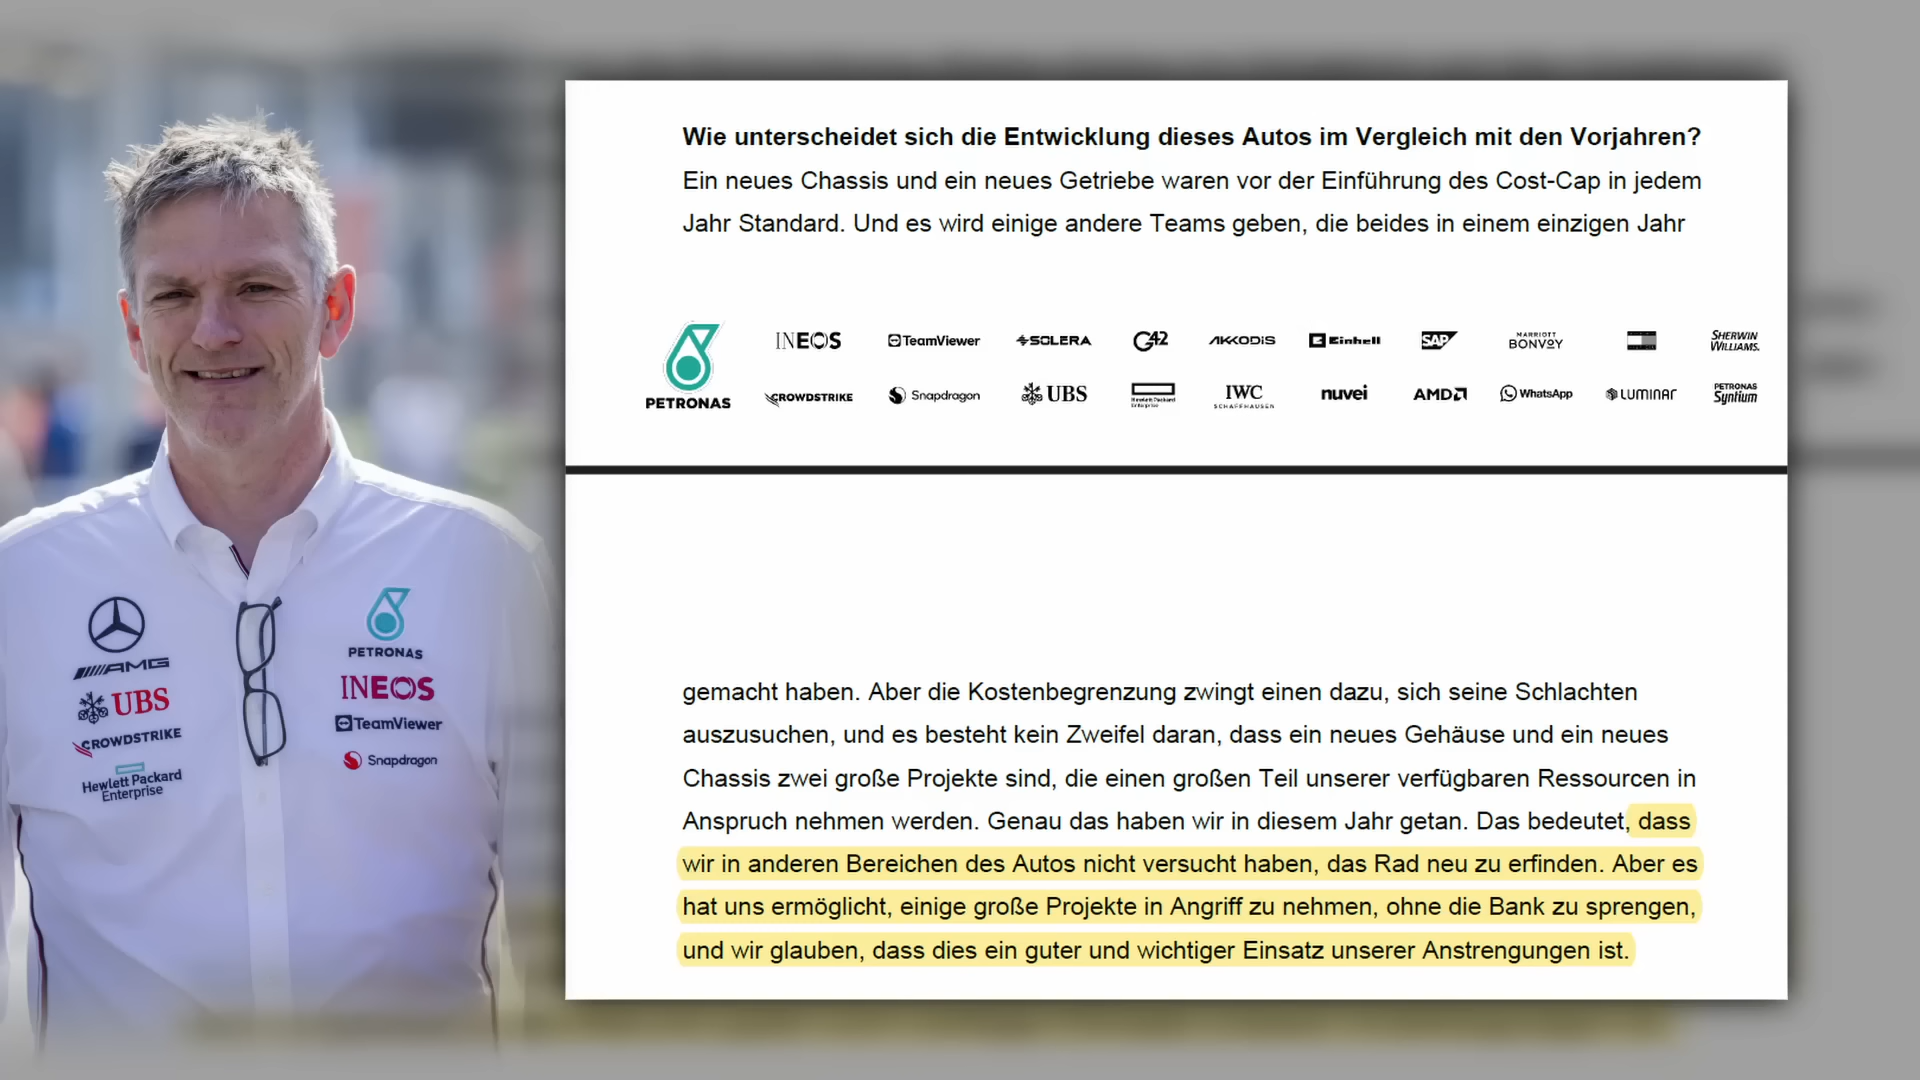 Wie unterscheidet sich die Entwicklung dieses Autos im Vergleich mit den Vorjahren?
Ein neues Chassis und ein neues Getriebe waren vor der Einführung des Cost-Cap in jedem
Jahr Standard. Und es wird einige andere Teams geben, die beides in einem einzigen Jahr
INEOS TeamViewer SOLERA G42 AKKODIS Einhell SAP MARRIOTT BONVOY SHERWIN WILLIAMS.
PETRONAS CROWDSTRIKE Snapdragon UBS Hewlett Packard Enterprise IWC SCHAFFHAUSEN nuvei AMD WhatsApp LUMINAR PETRONAS Syntium
gemacht haben. Aber die Kostenbegrenzung zwingt einen dazu, sich seine Schlachten
auszusuchen, und es besteht kein Zweifel daran, dass ein neues Gehäuse und ein neues
Chassis zwei große Projekte sind, die einen großen Teil unserer verfügbaren Ressourcen in
Anspruch nehmen werden. Genau das haben wir in diesem Jahr getan. Das bedeutet, dass
wir in anderen Bereichen des Autos nicht versucht haben, das Rad neu zu erfinden. Aber es
hat uns ermöglicht, einige große Projekte in Angriff zu nehmen, ohne die Bank zu sprengen,
und wir glauben, dass dies ein guter und wichtiger Einsatz unserer Anstrengungen ist.
AMG
UBS
CROWDSTRIKE
Hewlett Packard
Enterprise
PETRONAS
INEOS
TeamViewer
Snapdragon